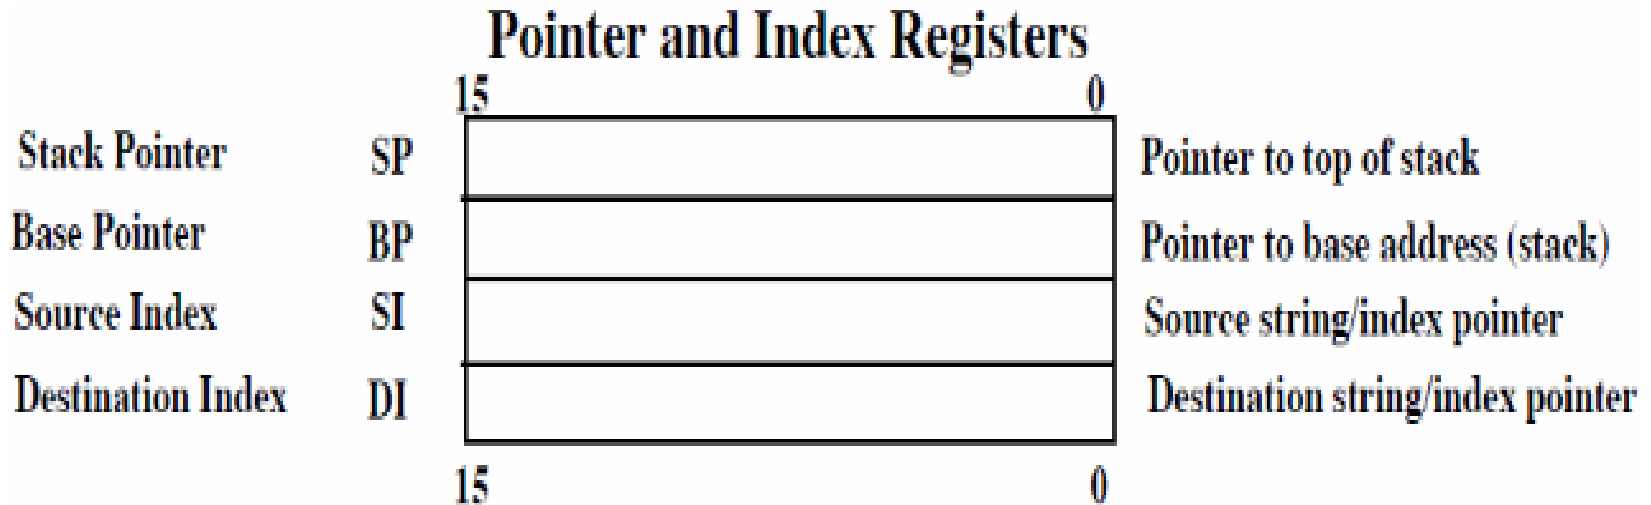 Pointer and Index Registers
15 0
Stack Pointer SP Pointer to top of stack
Base Pointer BP Pointer to base address (stack)
Source Index SI Source string/index pointer
Destination Index DI Destination string/index pointer
15 0